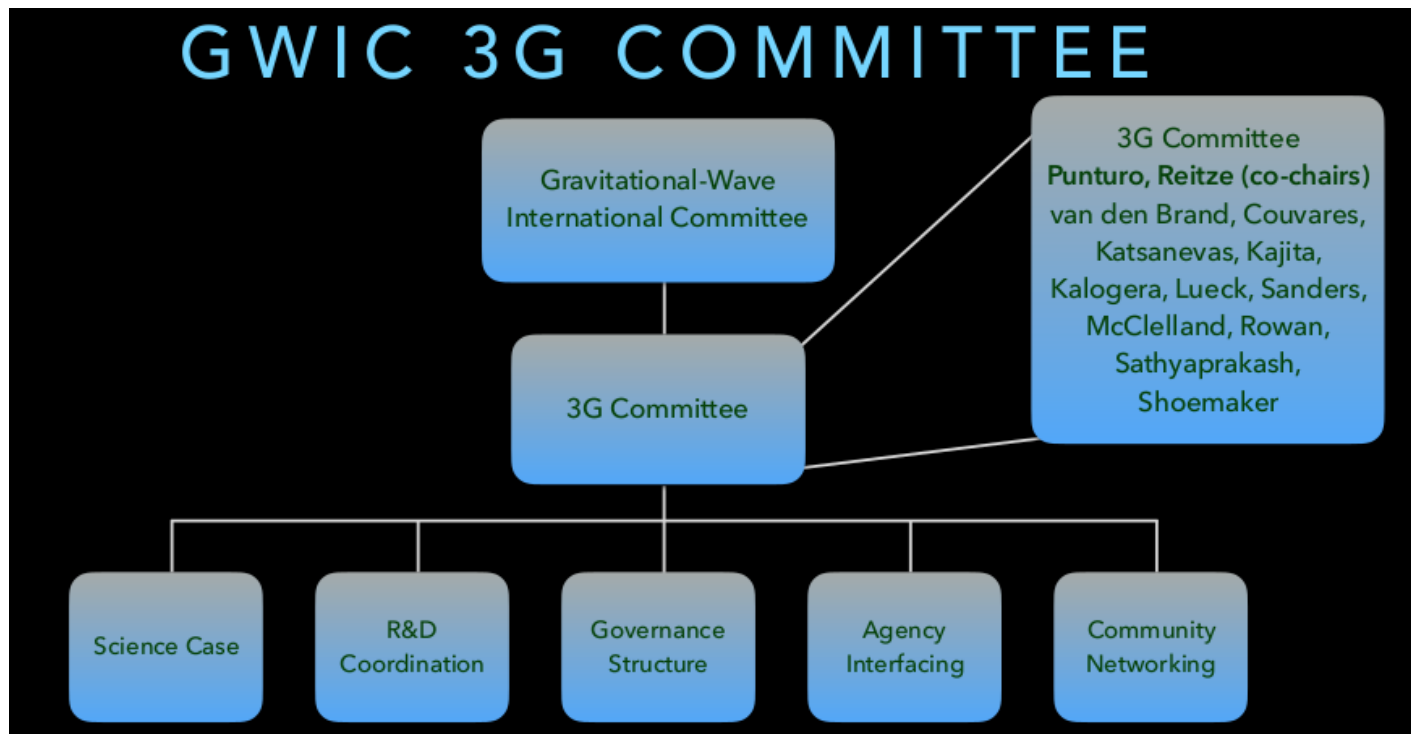 GWIC 3G COMMITTEE
Gravitational-Wave
International Committee
3G Committee
Punturo, Reitze (co-chairs)
van den Brand, Couvares,
Katsanevas, Kajita,
Kalogera, Lueck, Sanders,
McClelland, Rowan,
Sathyaprakash,
Shoemaker
3G Committee
Science Case
R&D
Coordination
Governance
Structure
Agency
Interfacing
Community
Networking